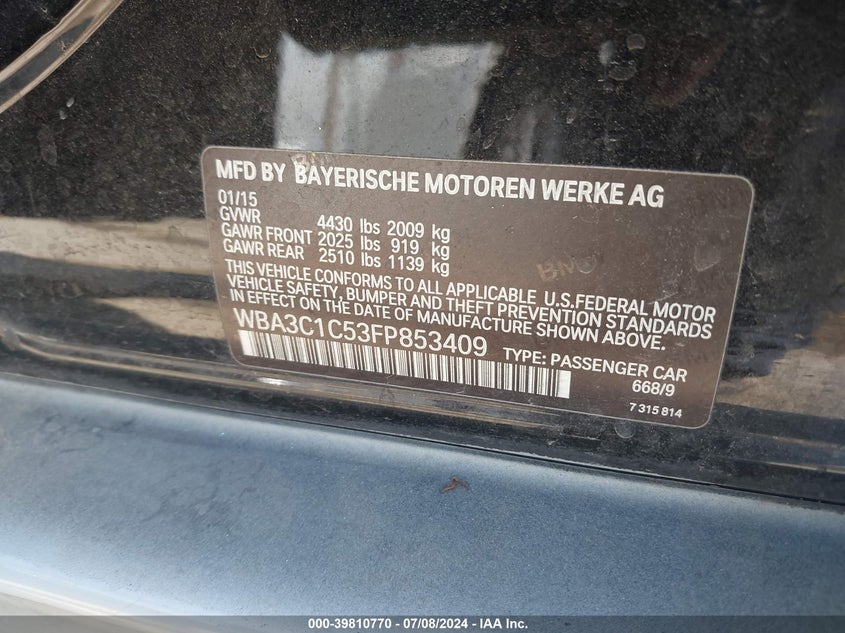 MFD BY BAYERISCHE MOTOREN WERKE AG
01/15
GVWR 4430 lbs 2009 kg
GAWR FRONT 2025 lbs 919 kg
GAWR REAR 2510 lbs 1139 kg
THIS VEHICLE CONFORMS TO ALL APPLICABLE U.S.FEDERAL MOTOR
VEHICLE SAFETY, BUMPER AND THEFT PREVENTION STANDARDS
IN EFFECT ON THE DATE OF MANUFACTURE SHOWN ABOVE.
WBA3C1C53FP853409 TYPE: PASSENGER CAR
668/9
7 315 814
000-39810770 - 07/08/2024 - IAA Inc.